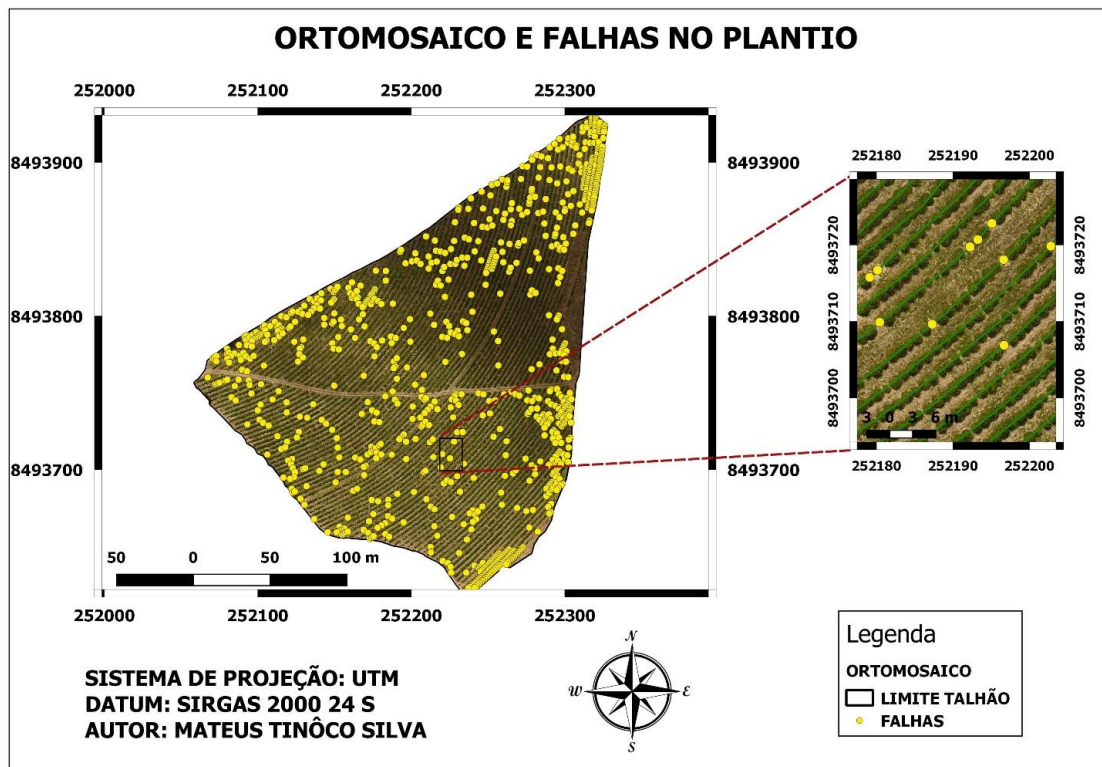 ORTOMOSAICO E FALHAS NO PLANTIO
252000 252100 252200 252300
8493900
8493800
8493700
50 0 50 100 m
252000 252100 252200 252300
252180 252190 252200
8493720 8493720
8493710 8493710
8493700 8493700
3 0 3 6 m
252180 252190 252200
8493900
8493800
8493700
SISTEMA DE PROJEÇÃO: UTM
DATUM: SIRGAS 2000 24 S
AUTOR: MATEUS TINÔCO SILVA
N
W E
S
Legenda
ORTOMOSAICO
LIMITE TALHÃO
FALHAS